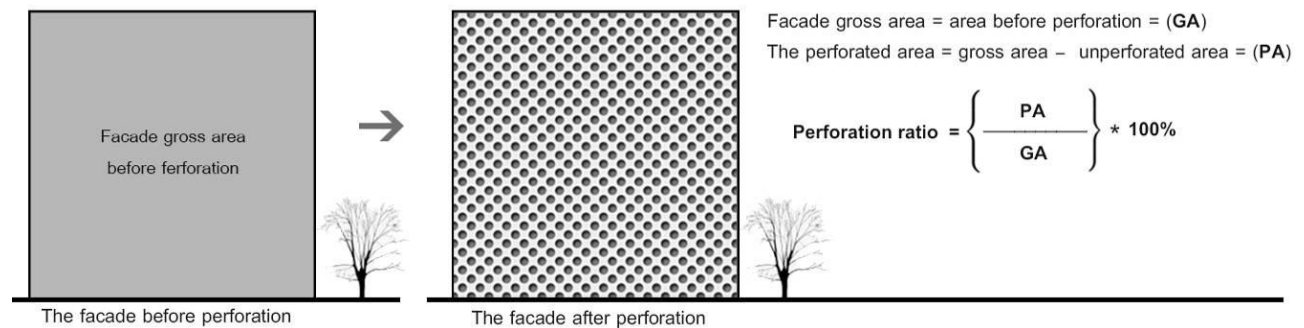 Facade gross area
before ferforation
The facade before perforation
The facade after perforation
Facade gross area = area before perforation = (GA)
The perforated area = gross area – unperforated area = (PA)
Perforation ratio = { PA / GA } * 100%